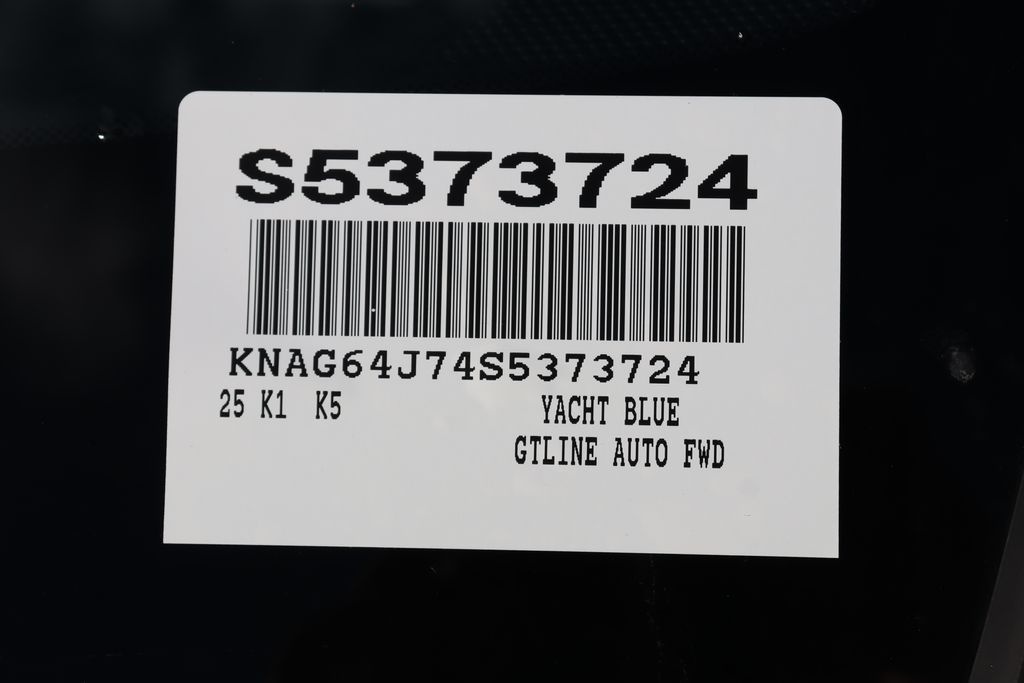 S5373724
KNAG64J74S5373724
25 K1 K5 YACHT BLUE
GTLINE AUTO FWD